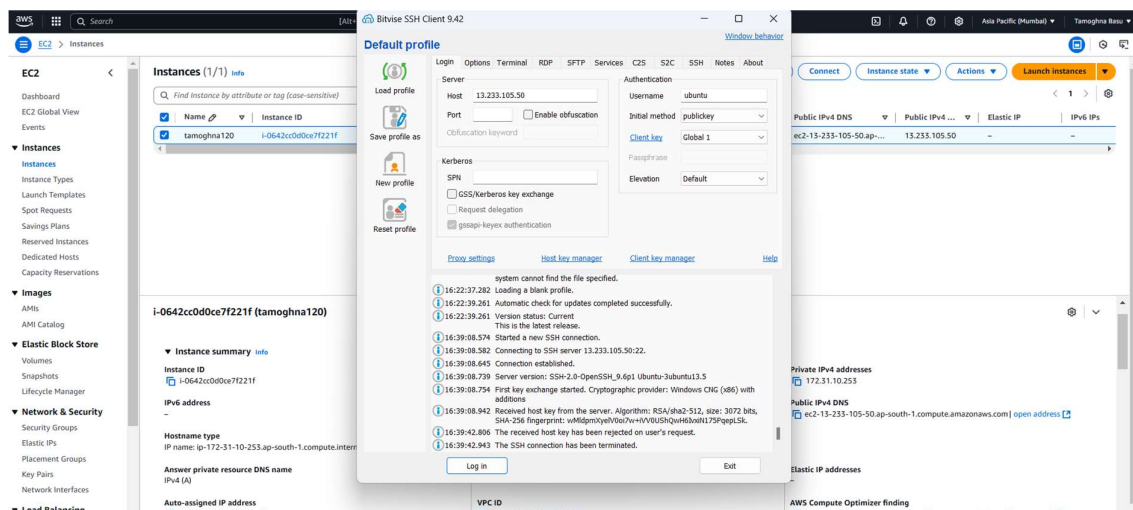 aws
Search
[Alt+
Asia Pacific (Mumbai)
Tamoghna Basu
EC2 > Instances
EC2
Dashboard
EC2 Global View
Events
Instances
Instances
Instance Types
Launch Templates
Spot Requests
Savings Plans
Reserved Instances
Dedicated Hosts
Capacity Reservations
Images
AMIs
AMI Catalog
Elastic Block Store
Volumes
Snapshots
Lifecycle Manager
Network & Security
Security Groups
Elastic IPs
Placement Groups
Key Pairs
Network Interfaces
Load Balancing
Instances (1/1) Info
Find Instance by attribute or tag (case-sensitive)
Name Instance ID
tamoghna120 i-0642cc0d0ce7f221f
Connect Instance state Actions Launch instances
1
Public IPv4 DNS Public IPv4 ... Elastic IP IPv6 IPs
ec2-13-233-105-50.ap-... 13.233.105.50 – –
i-0642cc0d0ce7f221f (tamoghna120)
Instance summary Info
Instance ID
i-0642cc0d0ce7f221f
IPv6 address
–
Hostname type
IP name: ip-172-31-10-253.ap-south-1.compute.intern
Answer private resource DNS name
IPv4 (A)
Auto-assigned IP address
VPC ID
Private IPv4 addresses
172.31.10.253
Public IPv4 DNS
ec2-13-233-105-50.ap-south-1.compute.amazonaws.com | open address
Elastic IP addresses
–
AWS Compute Optimizer finding
Bitvise SSH Client 9.42
Default profile
Window behavior
Load profile
Save profile as
New profile
Reset profile
Login Options Terminal RDP SFTP Services C2S S2C SSH Notes About
Server
Host 13.233.105.50
Port Enable obfuscation
Obfuscation keyword
Kerberos
SPN
GSS/Kerberos key exchange
Request delegation
gssapi-keyex authentication
Authentication
Username ubuntu
Initial method publickey
Client key Global 1
Passphrase
Elevation Default
Proxy settings Host key manager Client key manager Help
system cannot find the file specified.
16:22:37.282 Loading a blank profile.
16:22:39.261 Automatic check for updates completed successfully.
16:22:39.261 Version status: Current
This is the latest release.
16:39:08.574 Started a new SSH connection.
16:39:08.582 Connecting to SSH server 13.233.105.50:22.
16:39:08.645 Connection established.
16:39:08.739 Server version: SSH-2.0-OpenSSH_9.6p1 Ubuntu-3ubuntu13.5
16:39:08.754 First key exchange started. Cryptographic provider: Windows CNG (x86) with
additions
16:39:08.942 Received host key from the server. Algorithm: RSA/sha2-512, size: 3072 bits,
SHA-256 fingerprint:
16:39:42.806 The received host key has been rejected on user's request.
16:39:42.943 The SSH connection has been terminated.
Log in Exit